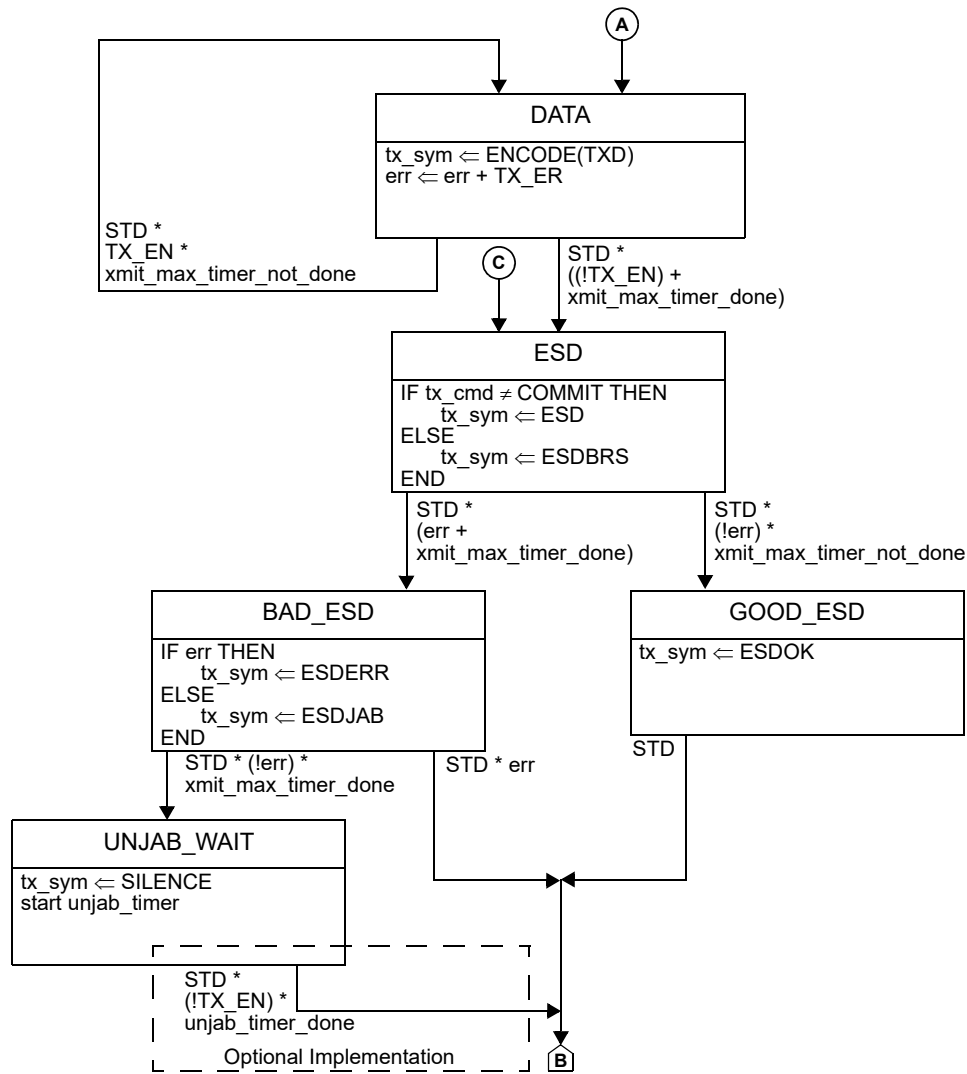 A
DATA
tx_sym ⇐ ENCODE(TXD)
err ⇐ err + TX_ER
STD *
TX_EN *
xmit_max_timer_not_done
C
STD *
((!TX_EN) +
xmit_max_timer_done)
ESD
IF tx_cmd ≠ COMMIT THEN
tx_sym ⇐ ESD
ELSE
tx_sym ⇐ ESDBRS
END
STD *
(err +
xmit_max_timer_done)
STD *
(!err) *
xmit_max_timer_not_done
BAD_ESD
IF err THEN
tx_sym ⇐ ESDERR
ELSE
tx_sym ⇐ ESDJAB
END
GOOD_ESD
tx_sym ⇐ ESDOK
STD * (!err) *
xmit_max_timer_done
STD * err
STD
UNJAB_WAIT
tx_sym ⇐ SILENCE
start unjab_timer
STD *
(!TX_EN) *
unjab_timer_done
Optional Implementation
B